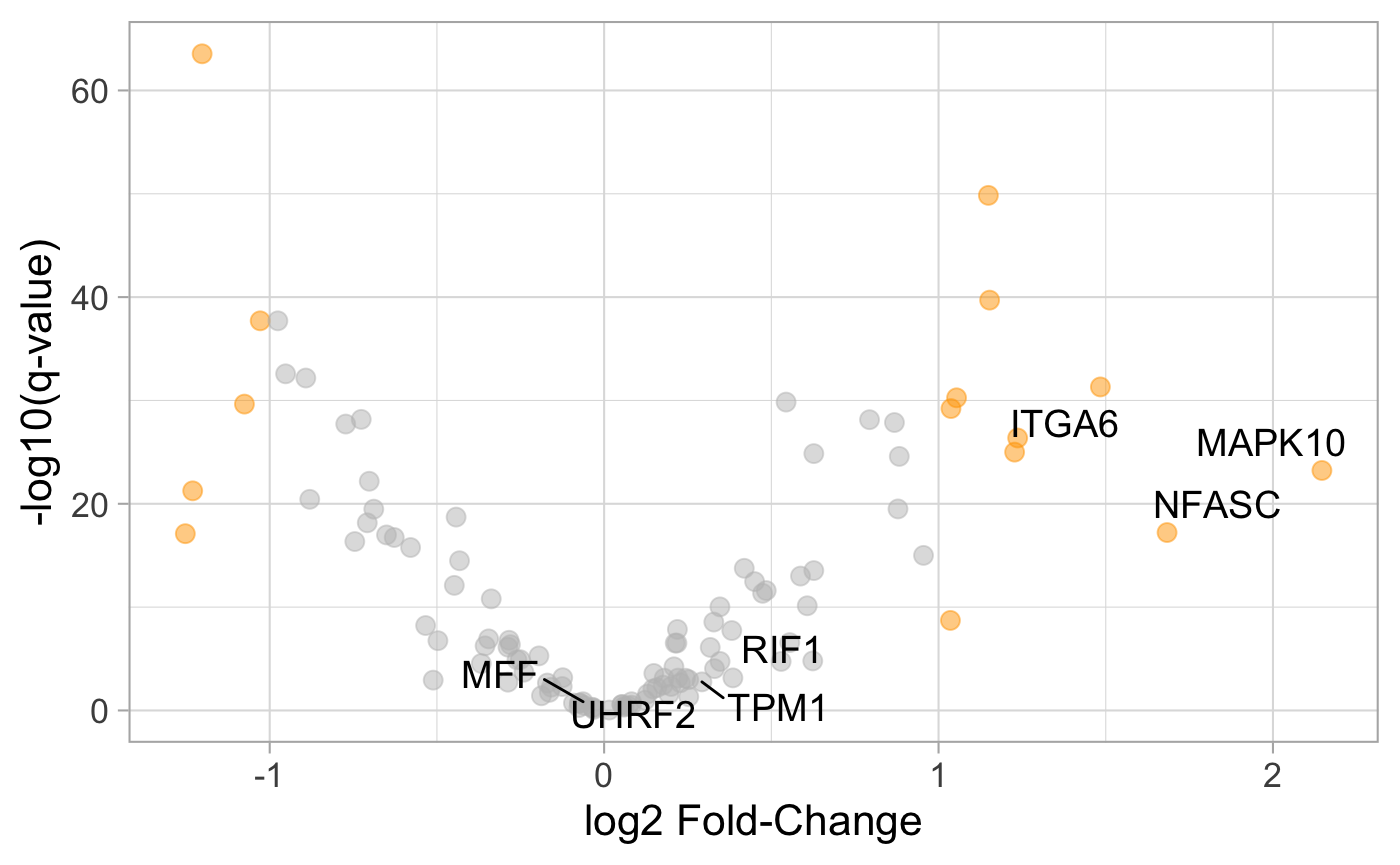 60
40
20
0
-log10(q-value)
ITGA6
MAPK10
NFASC
RIF1
MFF
TPM1
UHRF2
-1
0
1
2
log2 Fold-Change